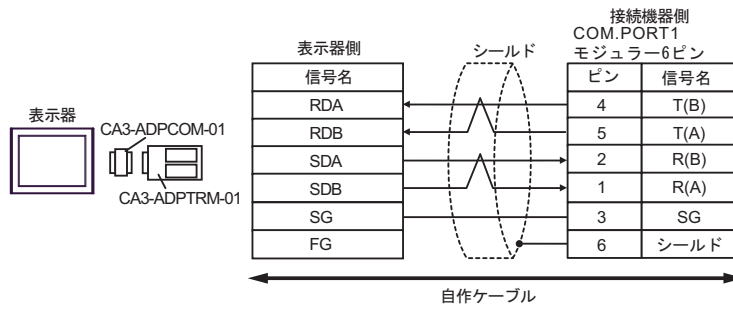 接続機器側
COM.PORT1
モジュラー6ピン
表示器側
シールド
信号名
ピン 信号名
RDA 4 T(B)
RDB 5 T(A)
SDA 2 R(B)
SDB 1 R(A)
SG 3 SG
FG 6 シールド
表示器
CA3-ADPCOM-01
CA3-ADPTRM-01
自作ケーブル